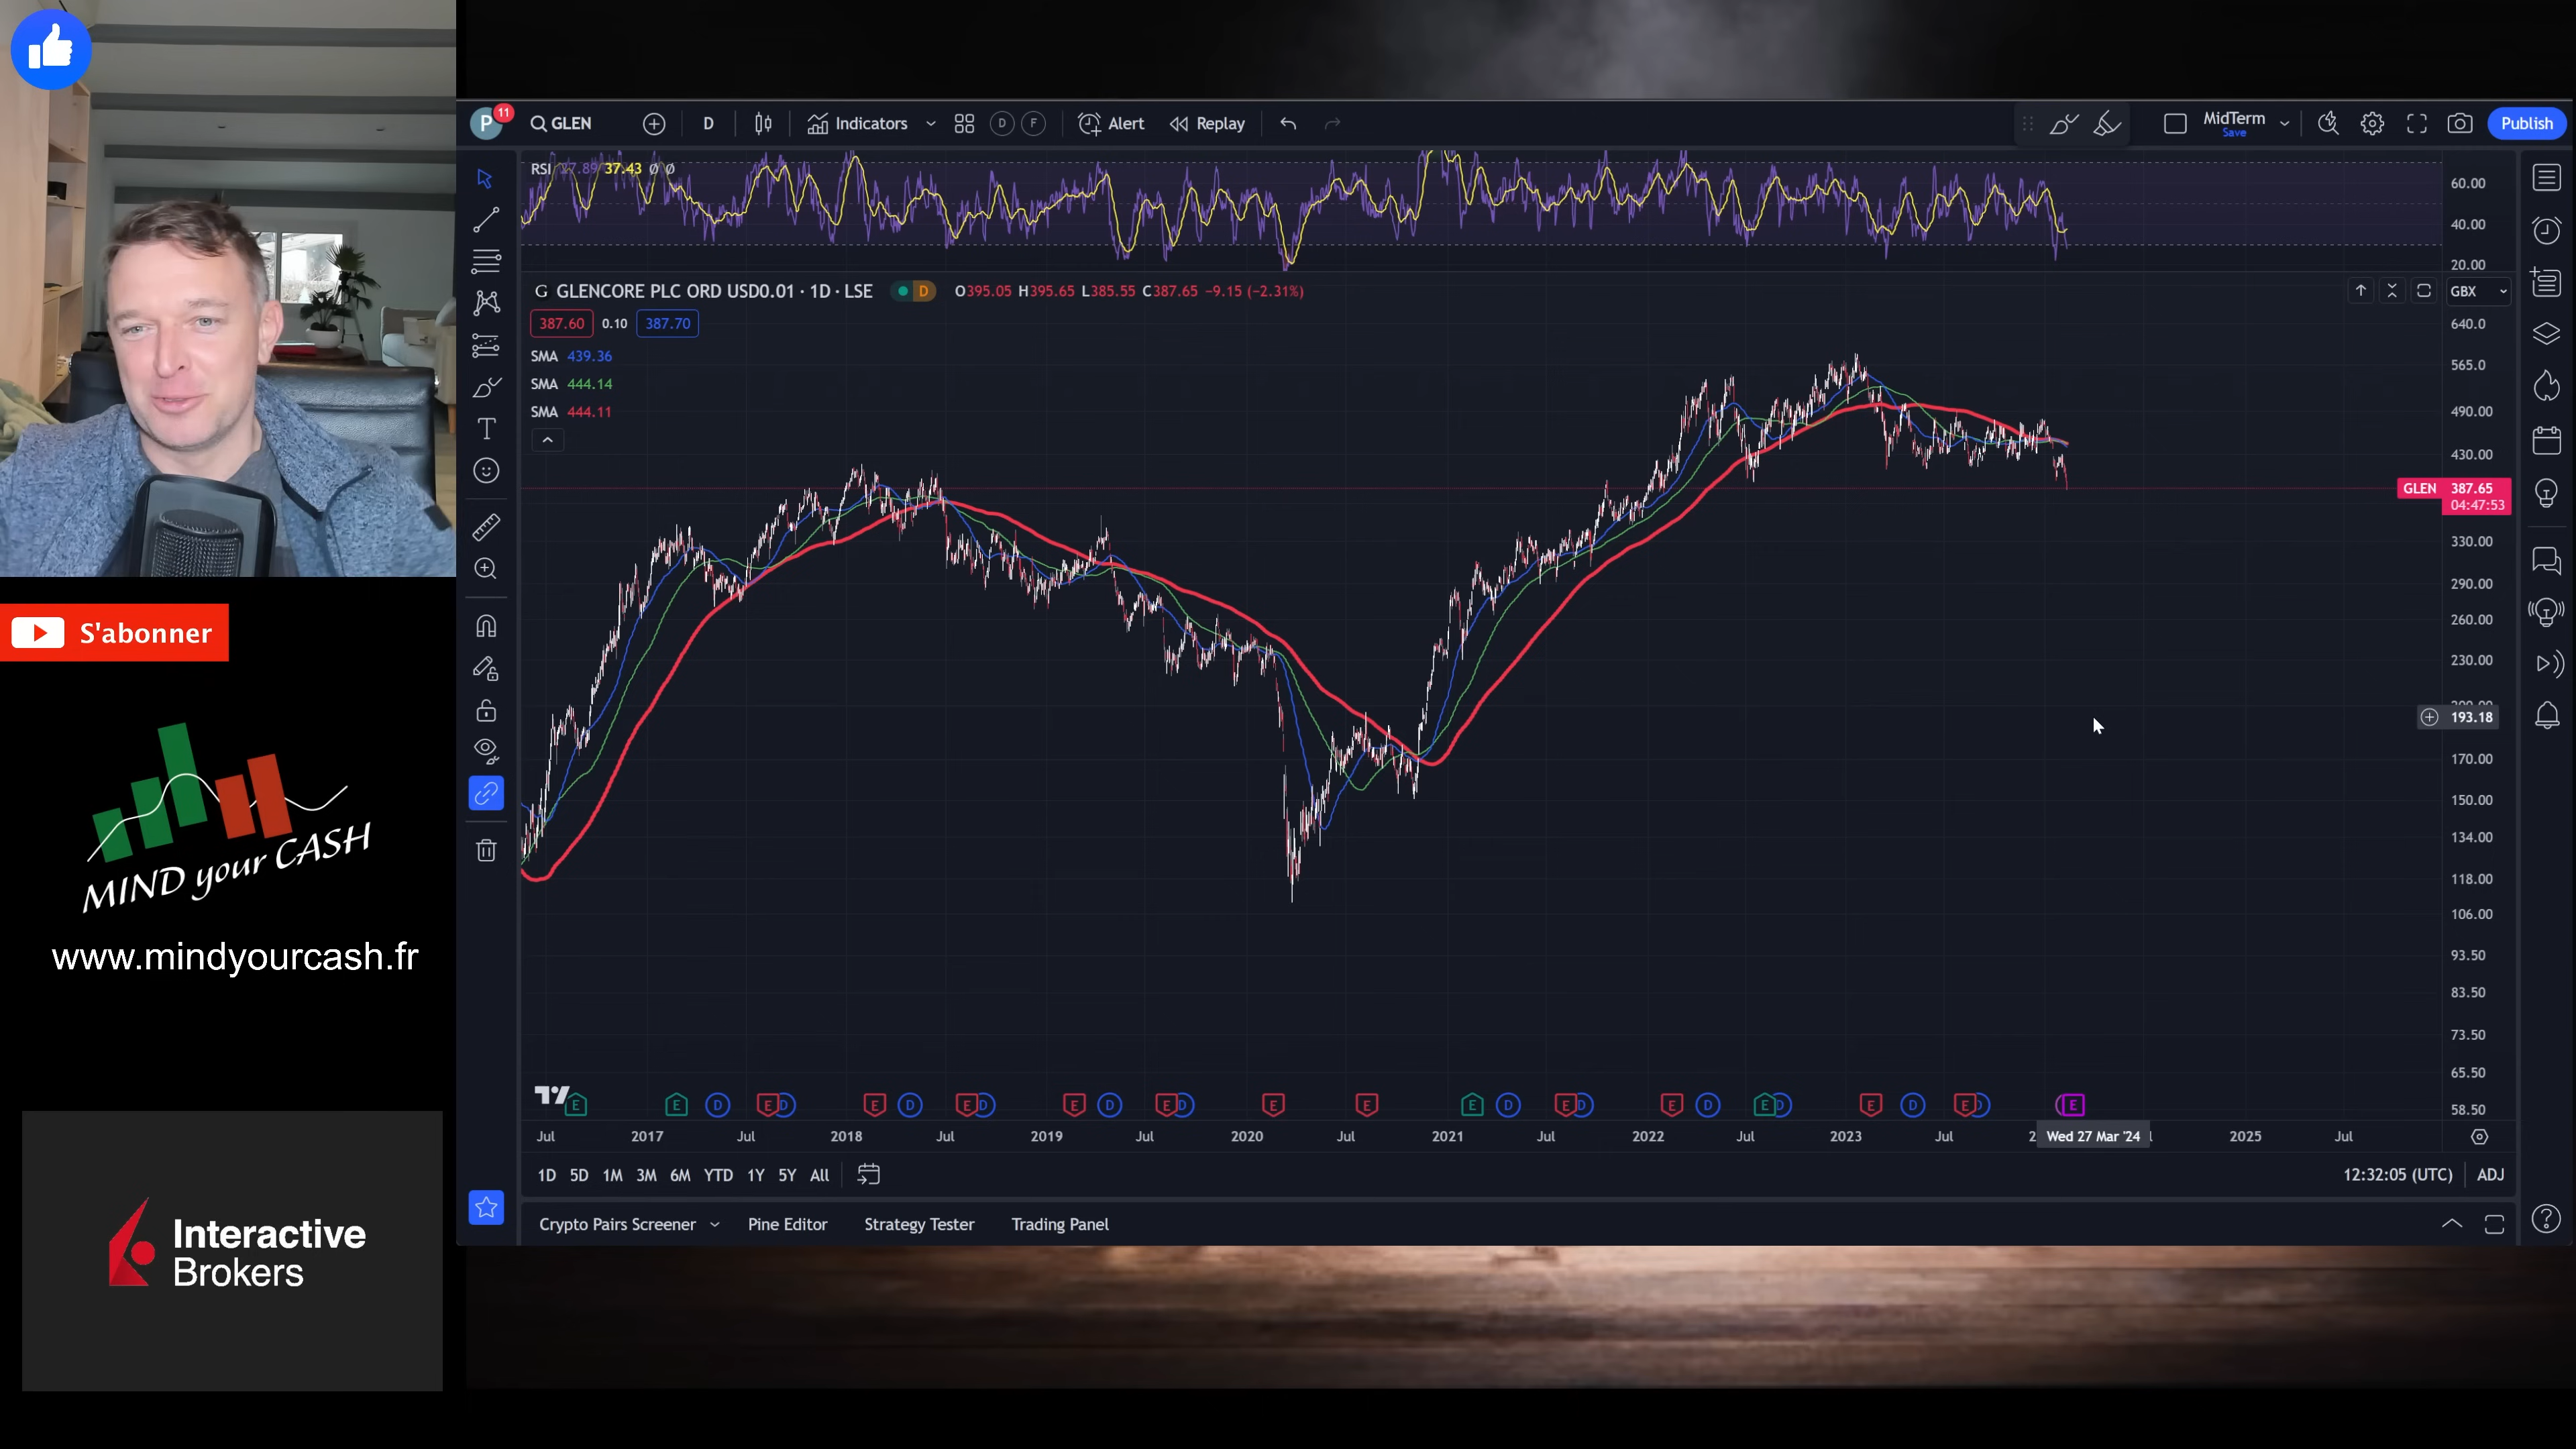 P
11
GLEN
D
Indicators
D
F
Alert
Replay
MidTerm
Save
Publish
RSI 37.43 Ø Ø
60.00
40.00
20.00
G GLENCORE PLC ORD USD0.01 · 1D · LSE
D
O395.05 H395.65 L385.55 C387.65 −9.15 (−2.31%)
GBX
387.60 0.10 387.70
SMA 439.36
SMA 444.14
SMA 444.11
640.0
565.0
490.00
430.00
GLEN 387.65
04:47:53
330.00
290.00
260.00
230.00
193.18
170.00
150.00
134.00
118.00
106.00
93.50
83.50
73.50
65.50
58.50
E E D E D E D E D E D E D E E E D E D E D E D E D E D E
Jul 2017 Jul 2018 Jul 2019 Jul 2020 Jul 2021 Jul 2022 Jul 2023 Jul Wed 27 Mar '24 2025 Jul
1D 5D 1M 3M 6M YTD 1Y 5Y All
12:32:05 (UTC) ADJ
Crypto Pairs Screener Pine Editor Strategy Tester Trading Panel
S'abonner
MIND your CASH
www.mindyourcash.fr
Interactive
Brokers